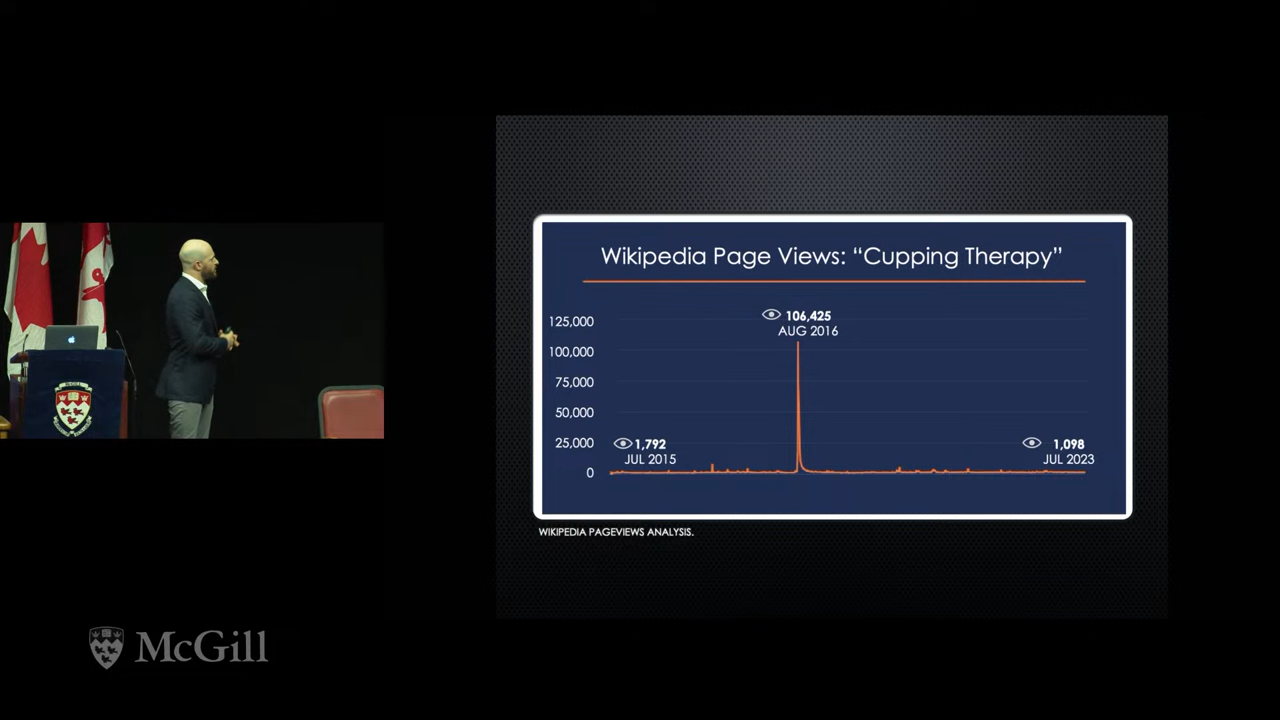 Wikipedia Page Views: “Cupping Therapy”
125,000
100,000
75,000
50,000
25,000
0
106,425
AUG 2016
1,792
JUL 2015
1,098
JUL 2023
WIKIPEDIA PAGEVIEWS ANALYSIS.
McGILL
McGill